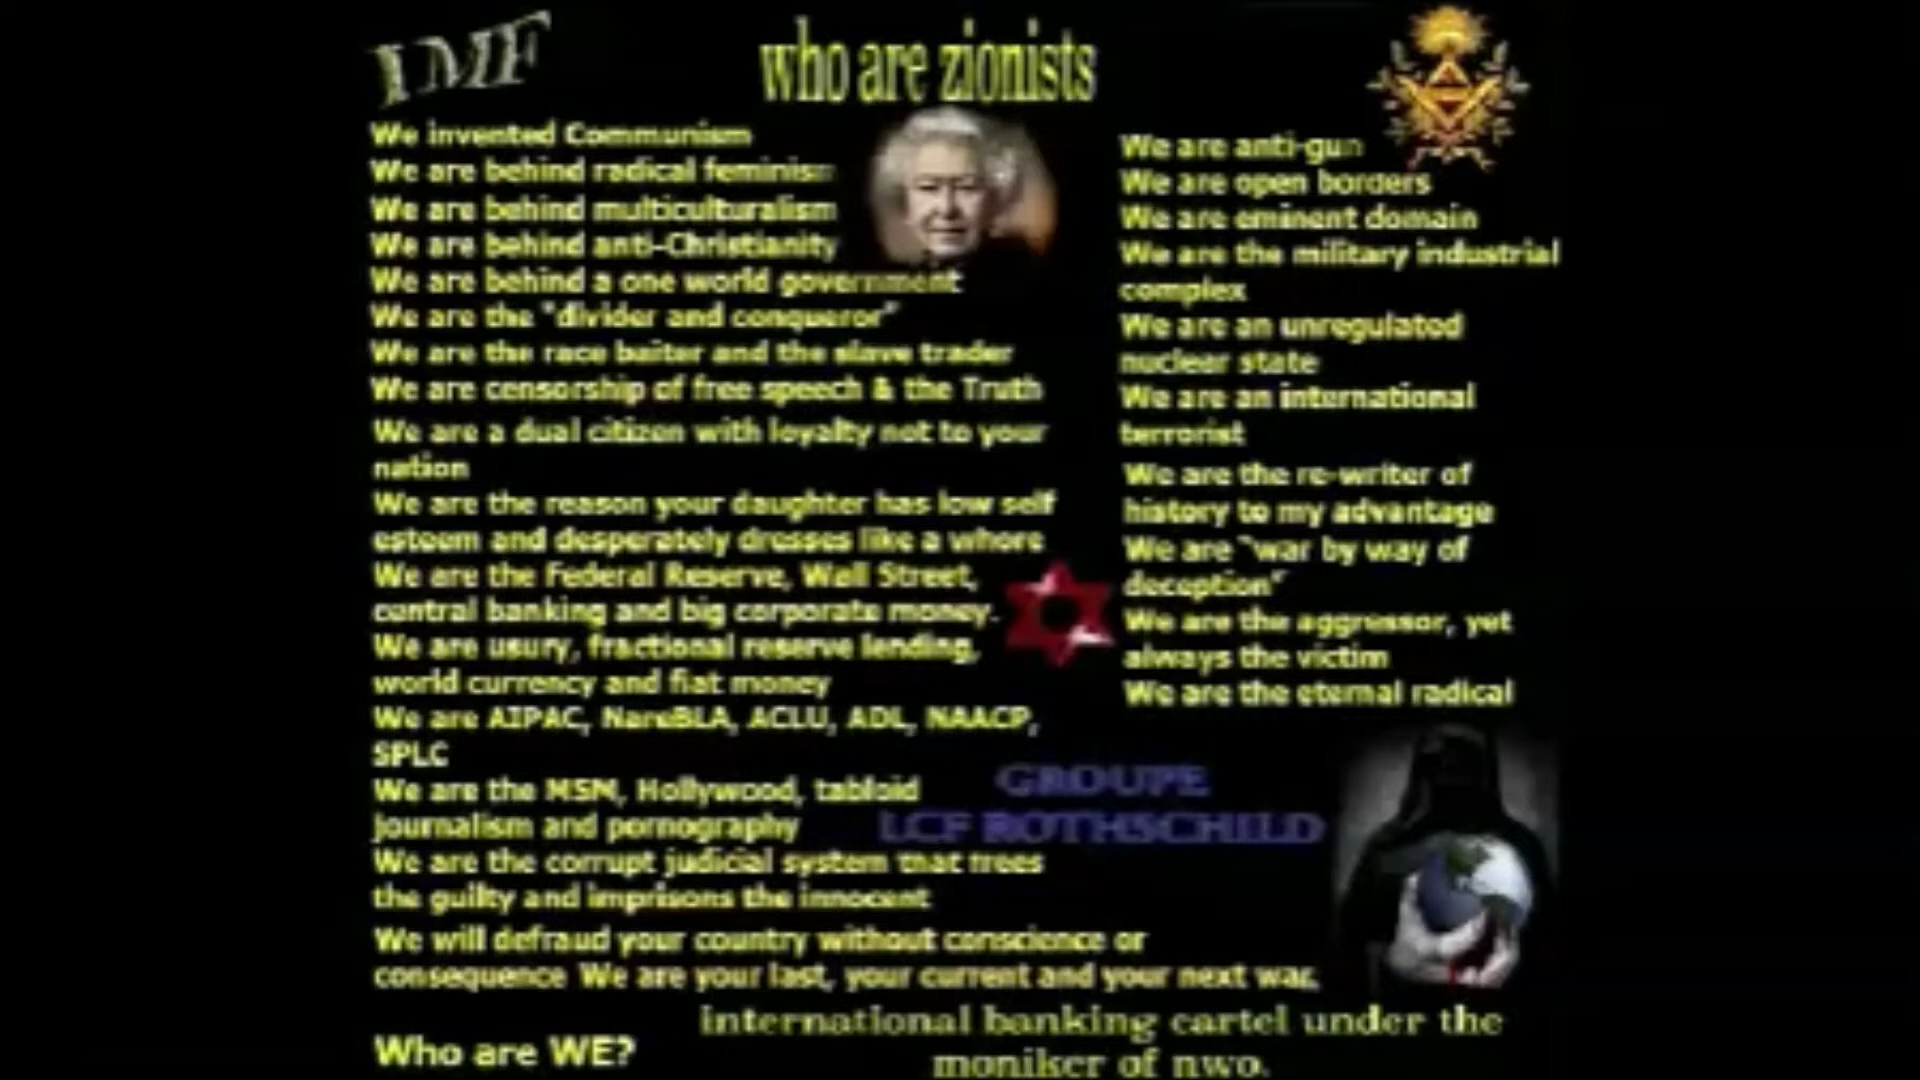 IMF
who are zionists
We invented Communism
We are behind radical feminism
We are behind multiculturalism
We are behind anti-Christianity
We are behind a one world government
We are the "divider and conqueror"
We are the race baiter and the slave trader
We are censorship of free speech & the Truth
We are a dual citizen with loyalty not to your
nation
We are the reason your daughter has low self
esteem and desperately dresses like a whore
We are the Federal Reserve, Wall Street,
central banking and big corporate money.
We are usury, fractional reserve lending,
world currency and fiat money
We are AIPAC, NareBLA, ACLU, ADL, NAACP,
SPLC
We are the MSM, Hollywood, tabloid
journalism and pornography
We are the corrupt judicial system that frees
the guilty and imprisons the innocent
We will defraud your country without conscience or
consequence We are your last, your current and your next war.
Who are WE?
We are anti-gun
We are open borders
We are eminent domain
We are the military industrial
complex
We are an unregulated
nuclear state
We are an international
terrorist
We are the re-writer of
history to my advantage
We are "war by way of
deception"
We are the aggressor, yet
always the victim
We are the eternal radical
GROUPE
LCF ROTHSCHILD
international banking cartel under the
moniker of nwo.